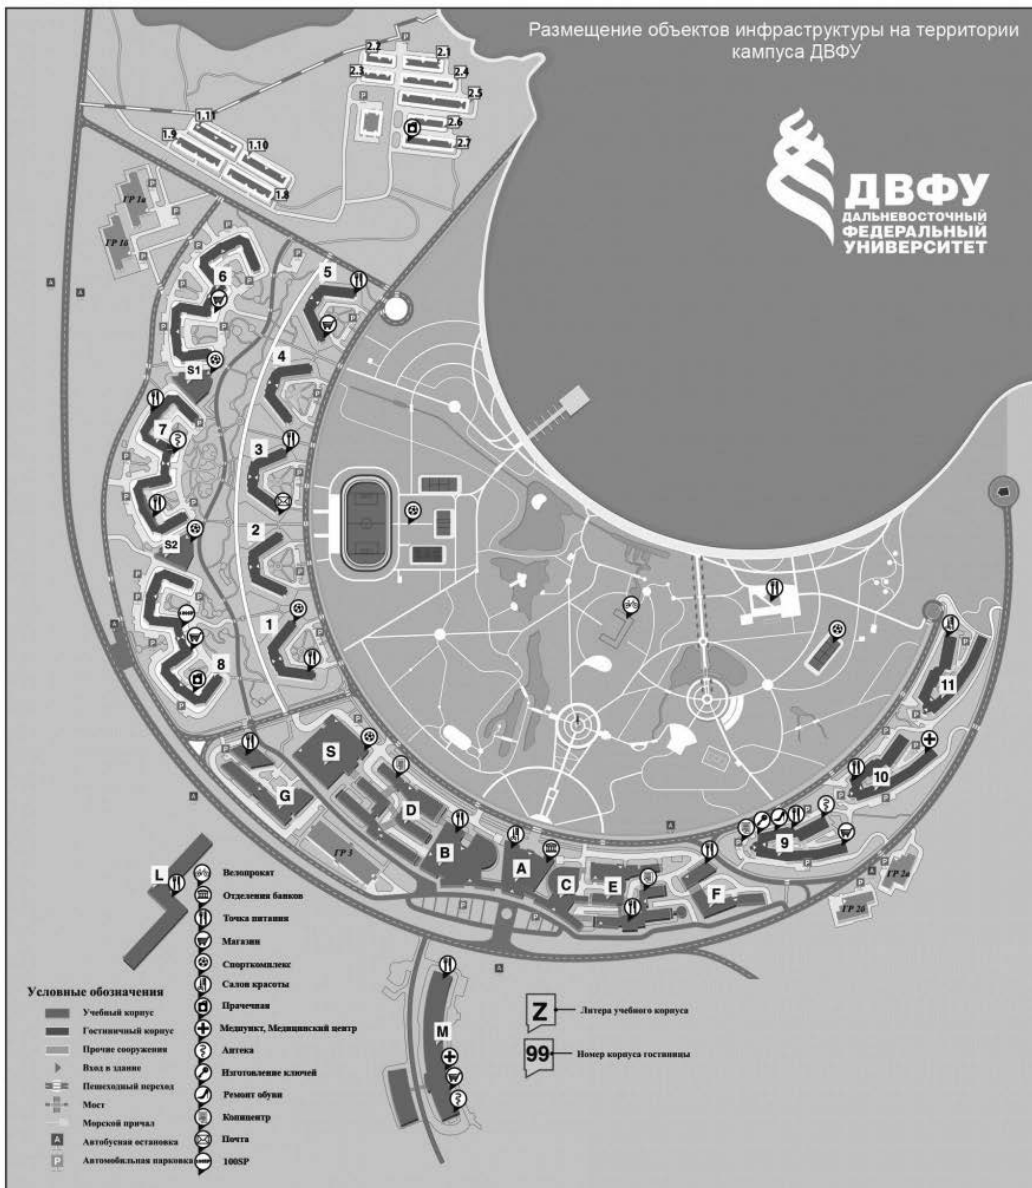 Размещение объектов инфраструктуры на территории
кампуса ДВФУ
ДВФУ
ДАЛЬНЕВОСТОЧНЫЙ
ФЕДЕРАЛЬНЫЙ
УНИВЕРСИТЕТ
2.2
2.1
2.3
2.4
2.5
2.6
2.7
1.11
1.9
1.10
1.8
ГР 1а
ГР 1б
6
5
S1
4
7
3
S2
2
1
8
11
10
9
S
G
D
B
A
C
E
F
ГР 3
ГР 2а
ГР 2б
L
M
Велопрокат
Отделения банков
Точка питания
Магазин
Спорткомплекс
Салон красоты
Прачечная
Медпункт, Медицинский центр
Аптека
Изготовление ключей
Ремонт обуви
Копицентр
Почта
100SP
Условные обозначения
Учебный корпус
Гостиничный корпус
Прочие сооружения
Вход в здание
Пешеходный переход
Мост
Морской причал
A Автобусная остановка
P Автомобильная парковка
Z Литера учебного корпуса
99 Номер корпуса гостиницы